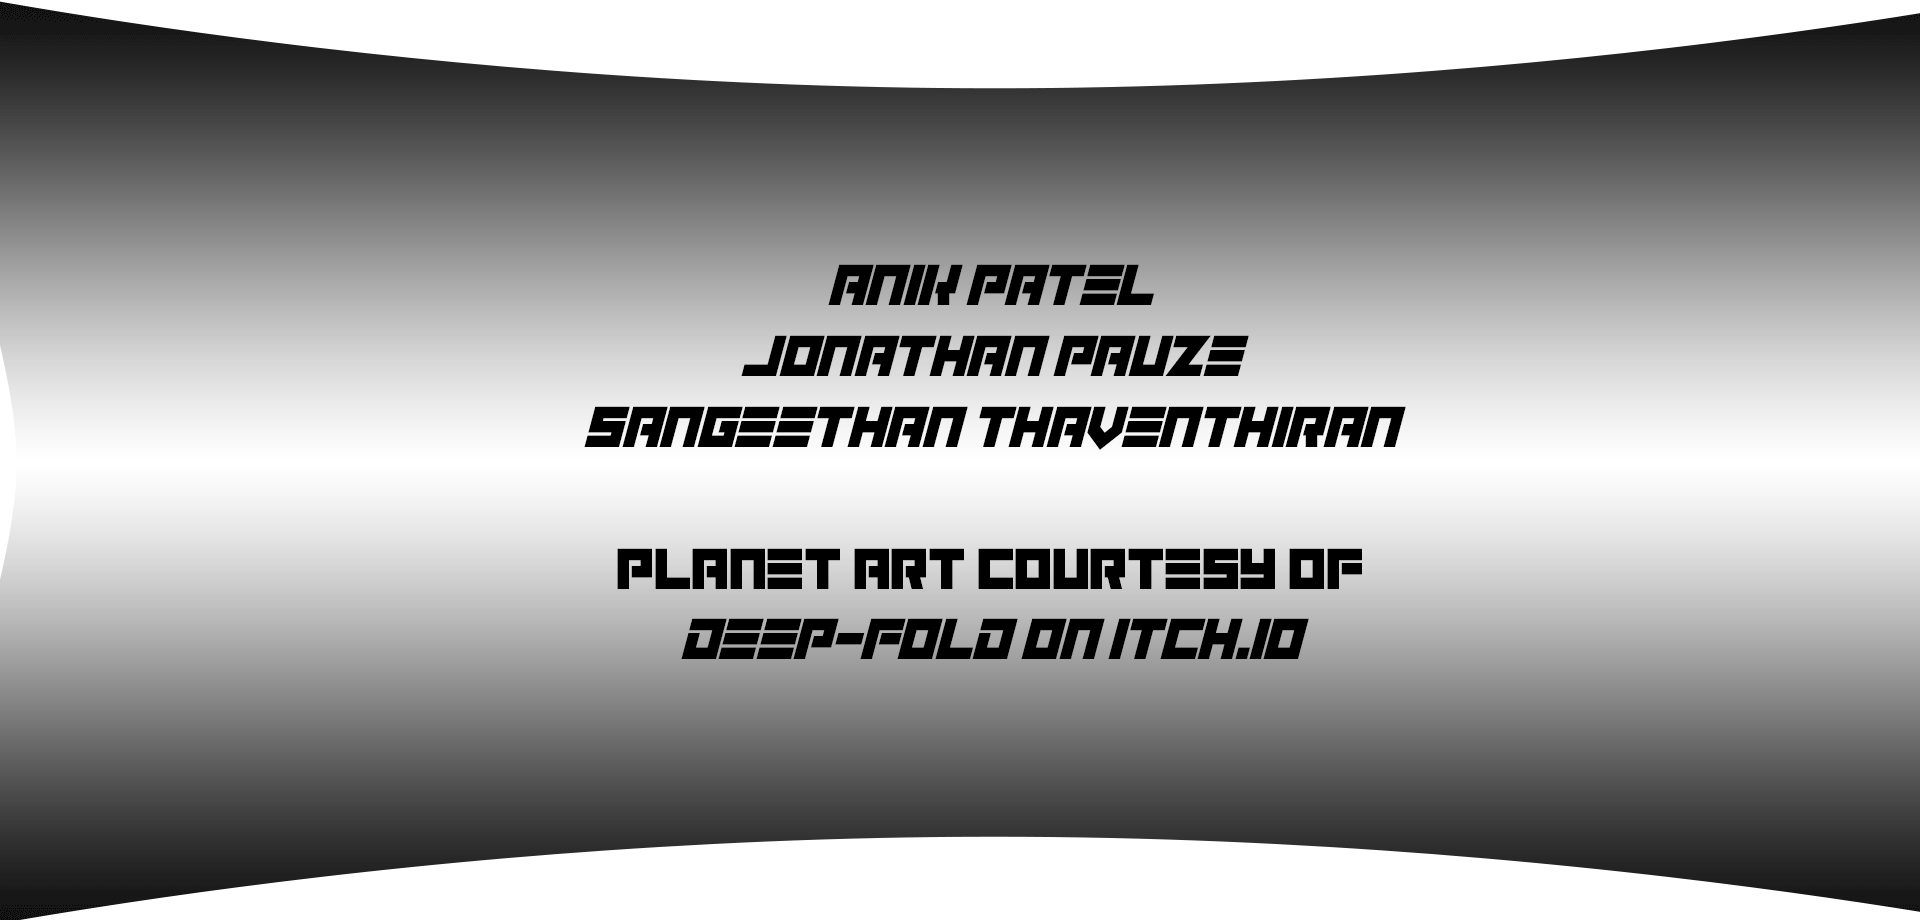 ANIK PATEL
JONATHAN PAUZE
SANGEETHAN THAVENTHIRAN
PLANET ART COURTESY OF
DEEP-FOLD ON ITCH.IO